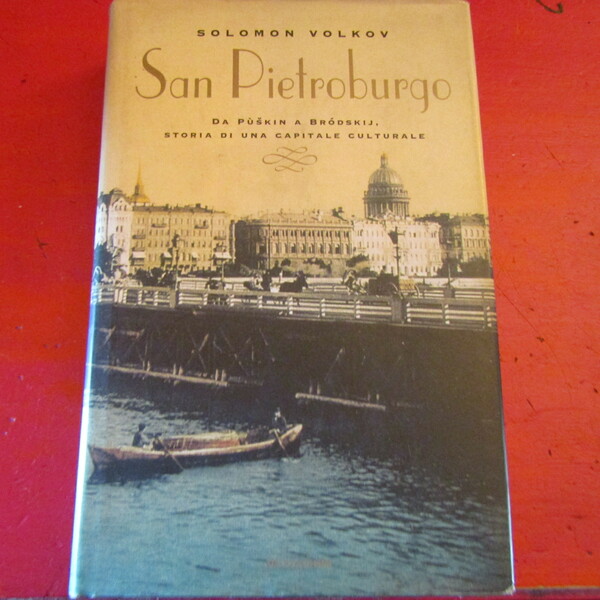 SOLOMON VOLKOV
San Pietroburgo
DA PÙŠKIN A BRÓDSKIJ,
STORIA DI UNA CAPITALE CULTURALE